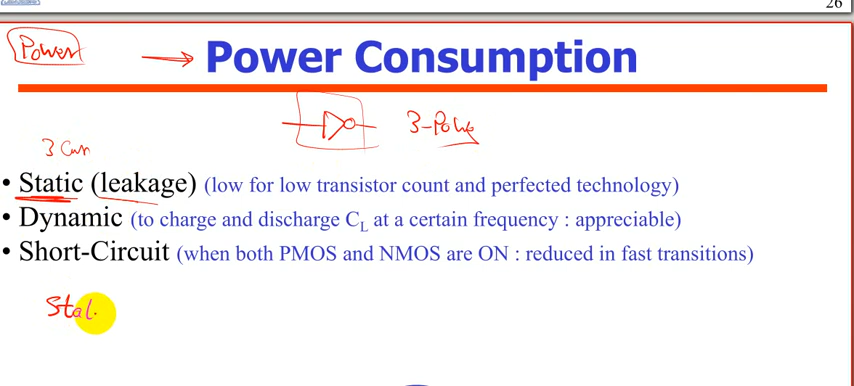 26
Power
→ Power Consumption
3-Power
3 Curr
• Static (leakage) (low for low transistor count and perfected technology)
• Dynamic (to charge and discharge CL at a certain frequency : appreciable)
• Short-Circuit (when both PMOS and NMOS are ON : reduced in fast transitions)
Stat.